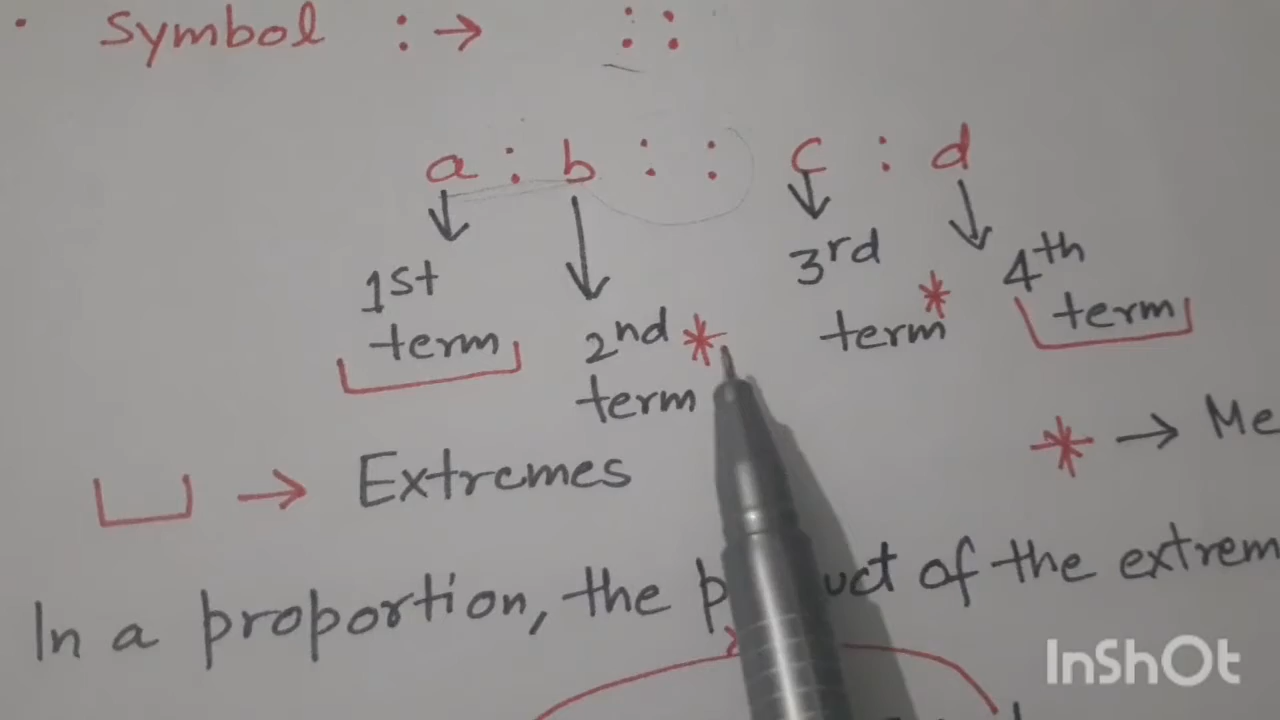 Symbol :→ ::
a : b :: c : d
1st term
2nd * term
3rd term *
4th term
→ Extremes
* → Me
In a proportion, the p uct of the extrem
InShOt